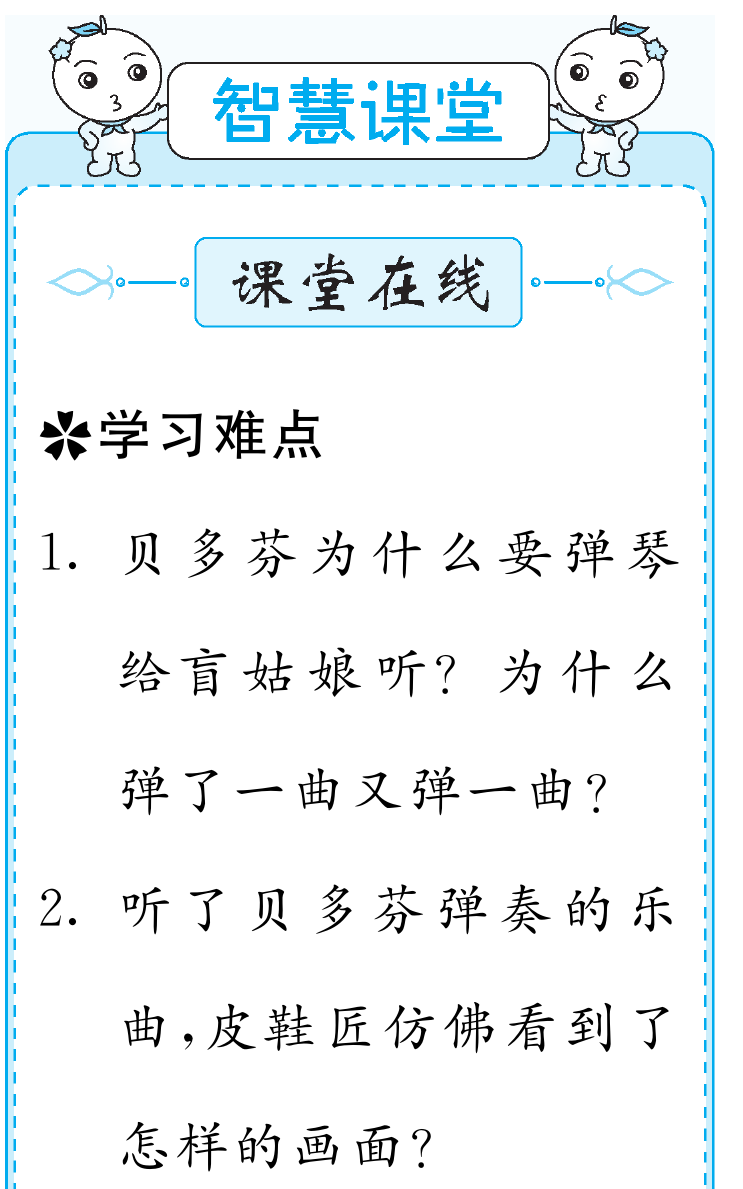 智慧课堂
课堂在线
学习难点
1. 贝多芬为什么要弹琴
给盲姑娘听？为什么
弹了一曲又弹一曲？
2. 听了贝多芬弹奏的乐
曲，皮鞋匠仿佛看到了
怎样的画面？